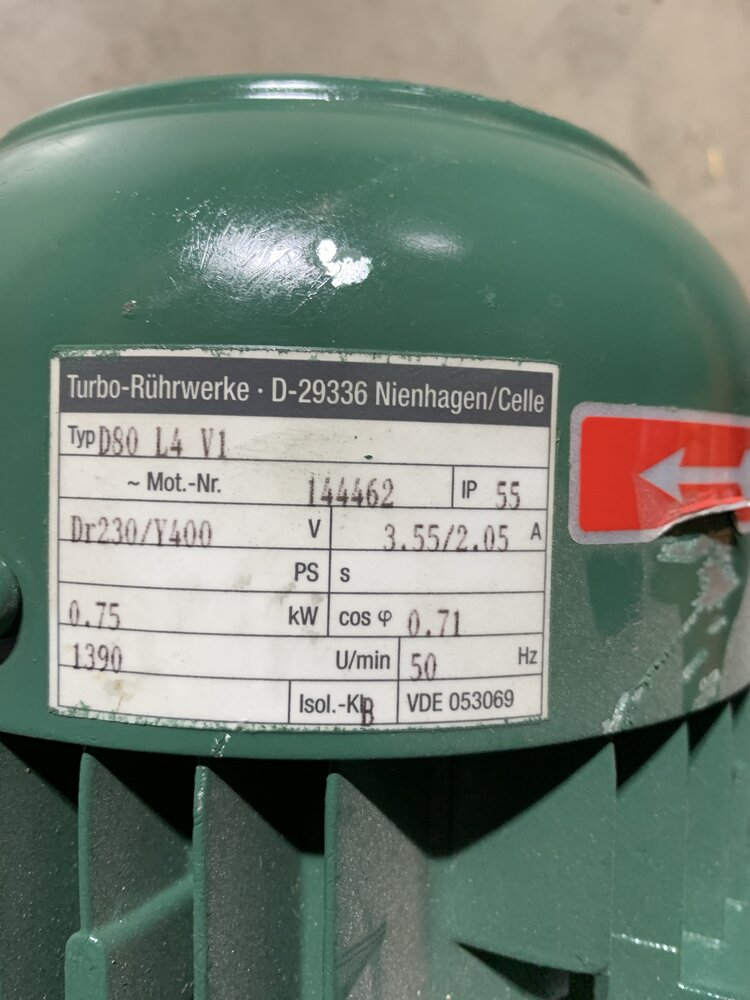 Turbo-Rührwerke · D-29336 Nienhagen/Celle
Typ D80 L4 V1
~ Mot.-Nr. 144462 IP 55
Dr230/Y400 V 3.55/2.05 A
PS s
0.75 kW cos φ 0.71
1390 U/min 50 Hz
Isol.-Kl. B VDE 053069